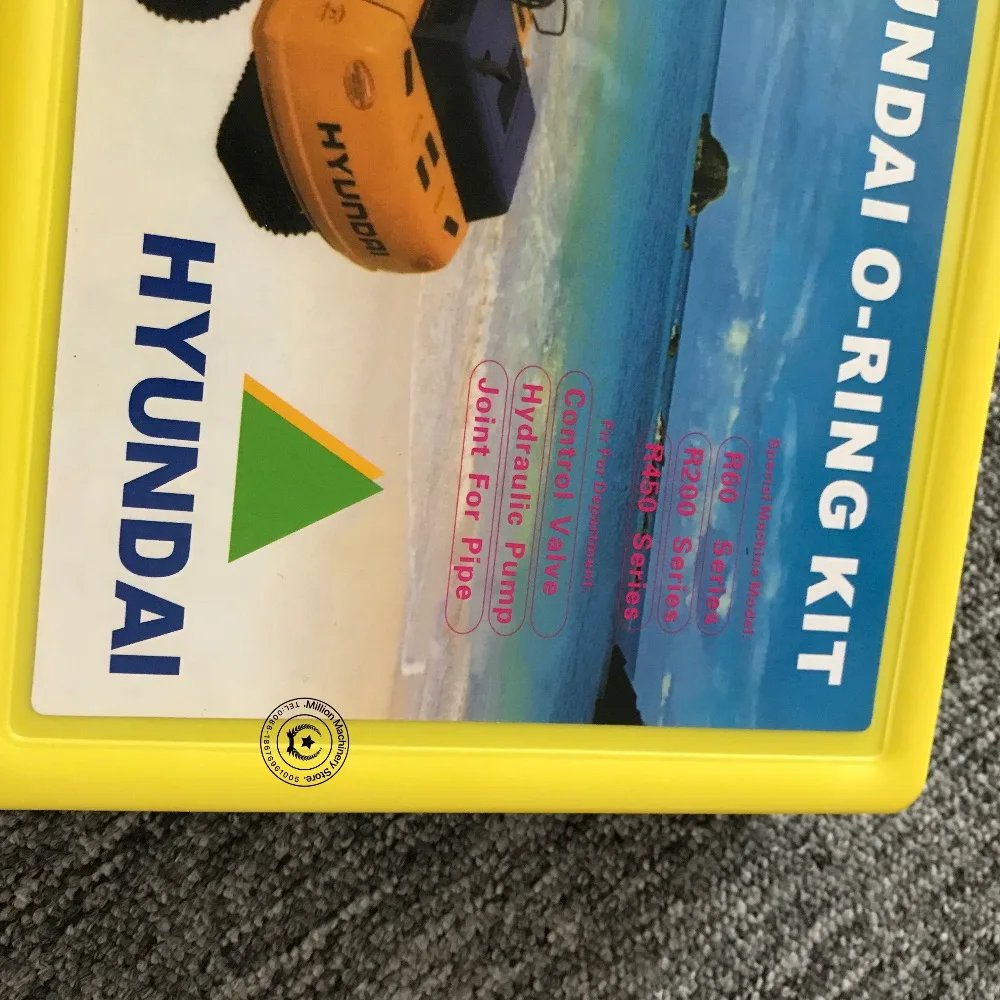 UNDAI O-RING KIT
Special Machine Model:
R60 Series
R200 Series
R450 Series
Fit For Department:
Control Valve
Hydraulic Pump
Joint For Pipe
HYUNDAI
HYUNDAI
Million Machinery Store.